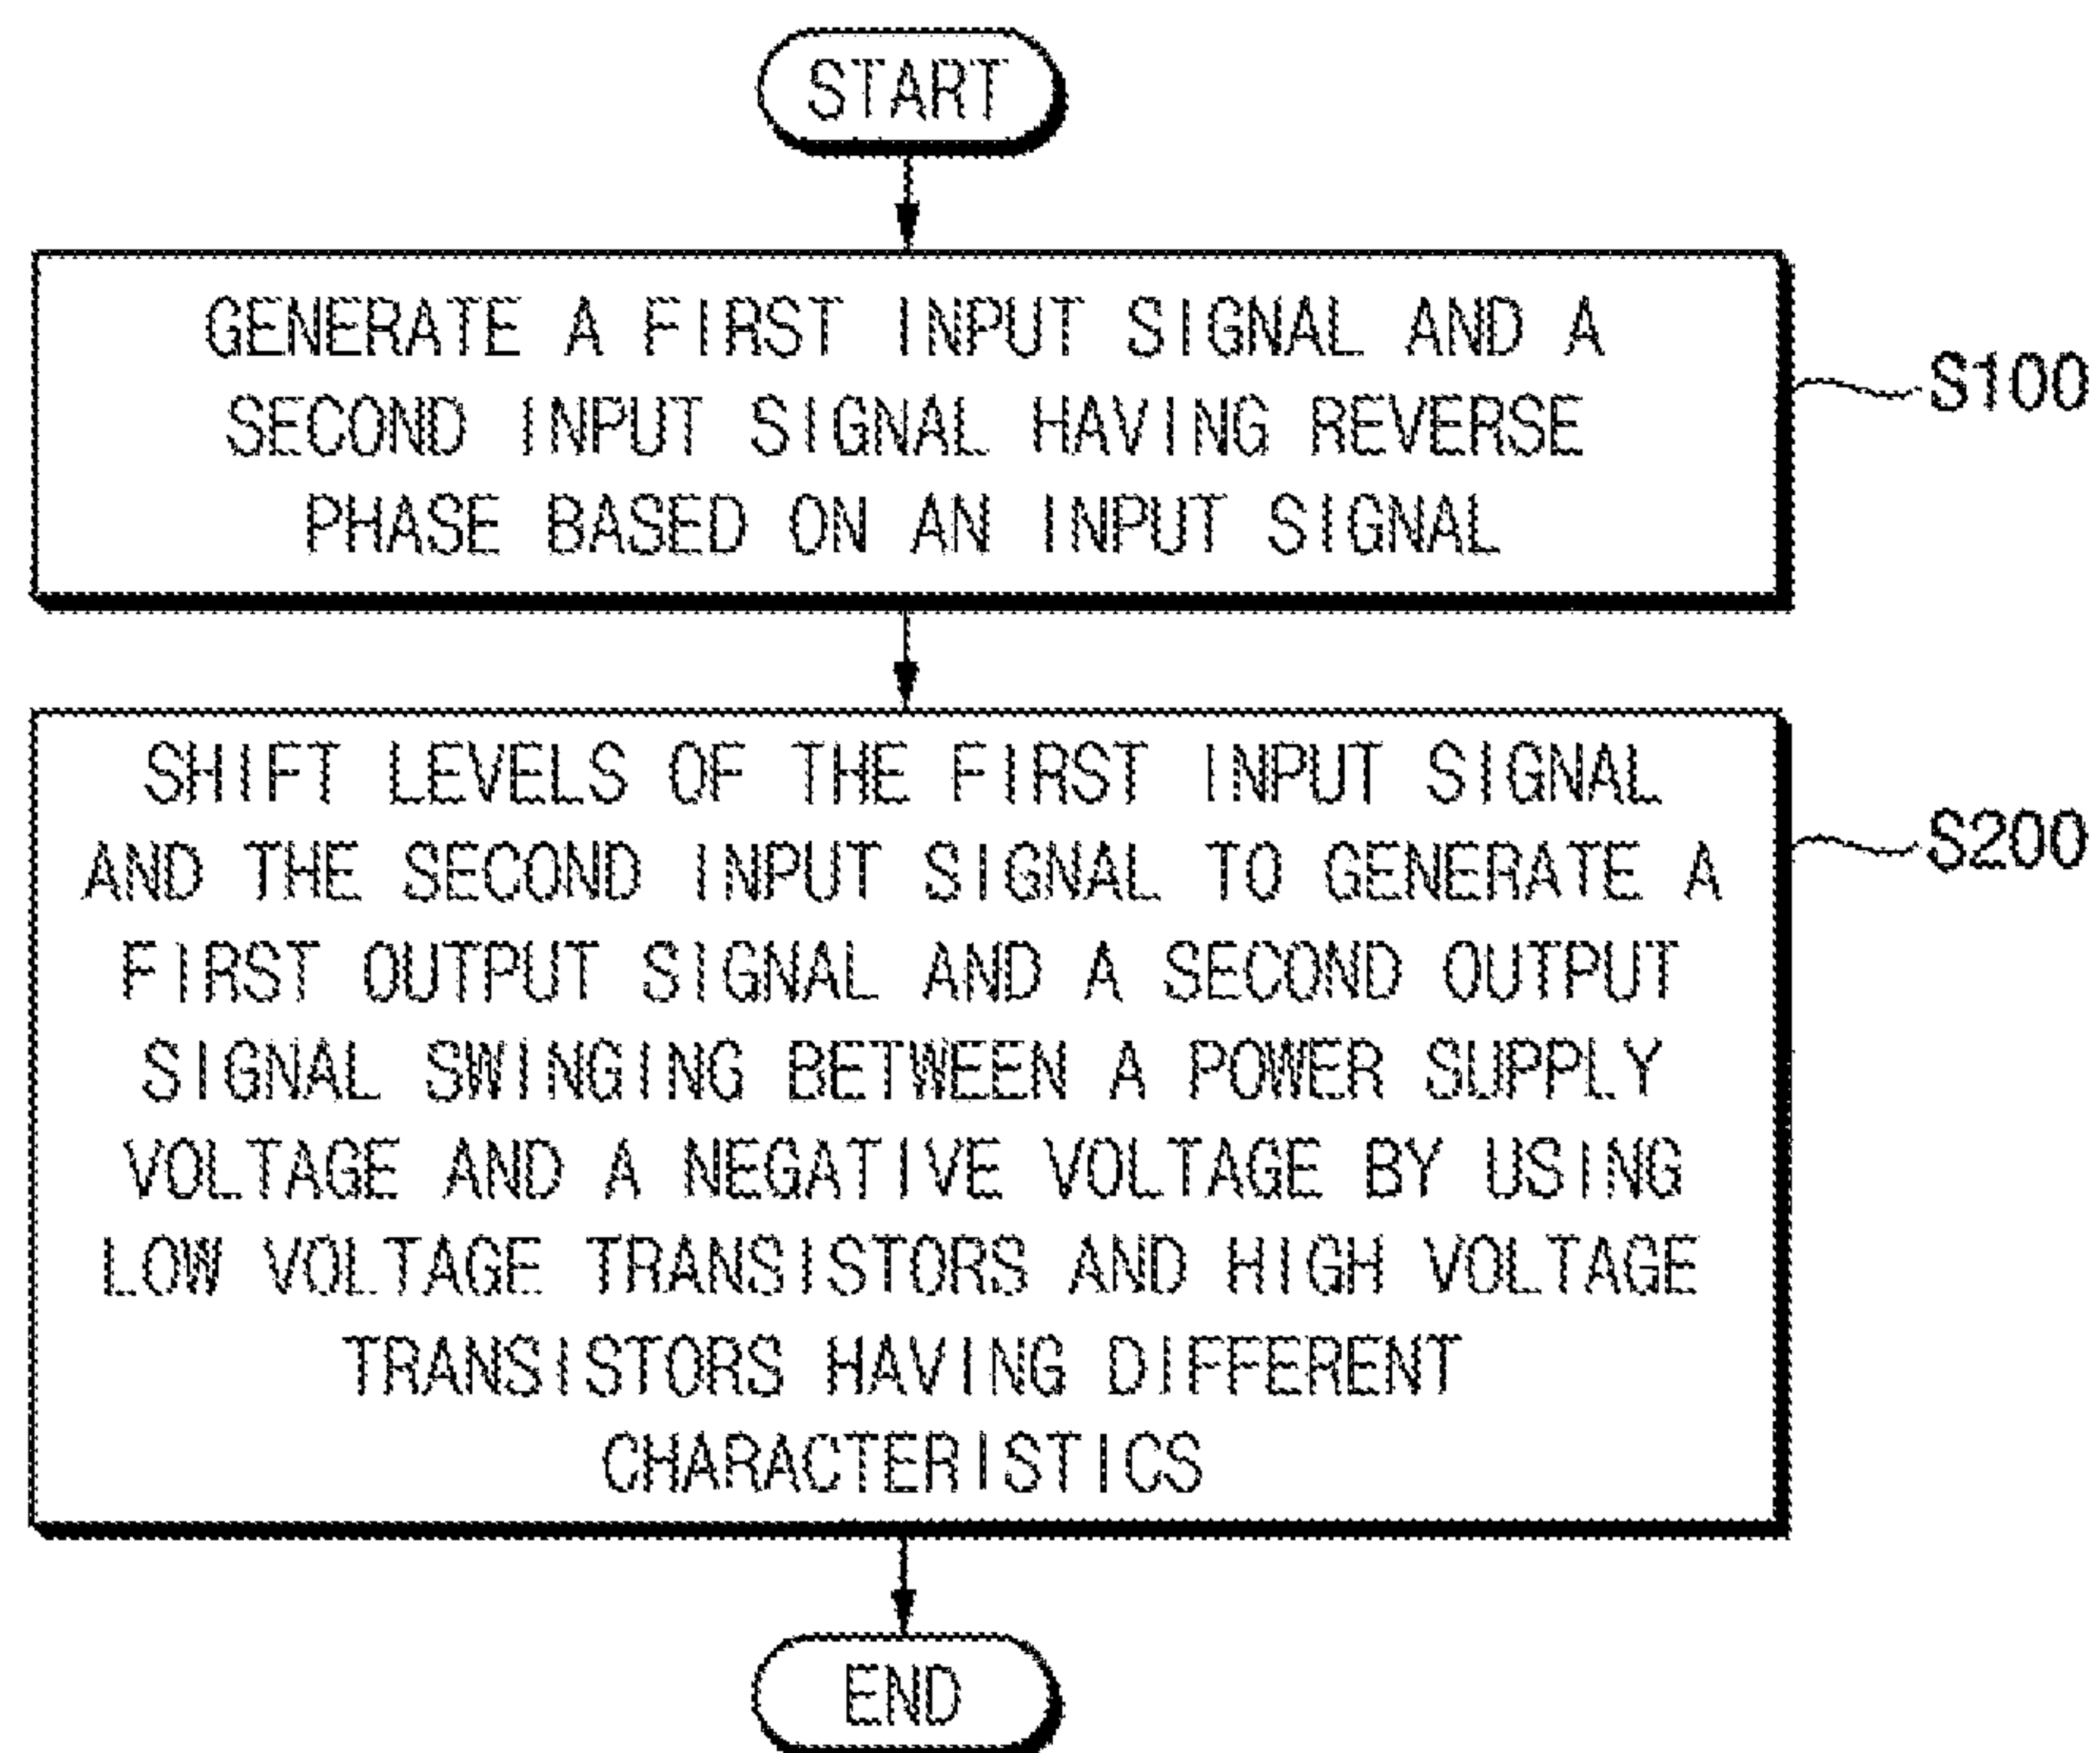 START
GENERATE A FIRST INPUT SIGNAL AND A
SECOND INPUT SIGNAL HAVING REVERSE
PHASE BASED ON AN INPUT SIGNAL
S100
SHIFT LEVELS OF THE FIRST INPUT SIGNAL
AND THE SECOND INPUT SIGNAL TO GENERATE A
FIRST OUTPUT SIGNAL AND A SECOND OUTPUT
SIGNAL SWINGING BETWEEN A POWER SUPPLY
VOLTAGE AND A NEGATIVE VOLTAGE BY USING
LOW VOLTAGE TRANSISTORS AND HIGH VOLTAGE
TRANSISTORS HAVING DIFFERENT
CHARACTERISTICS
S200
END